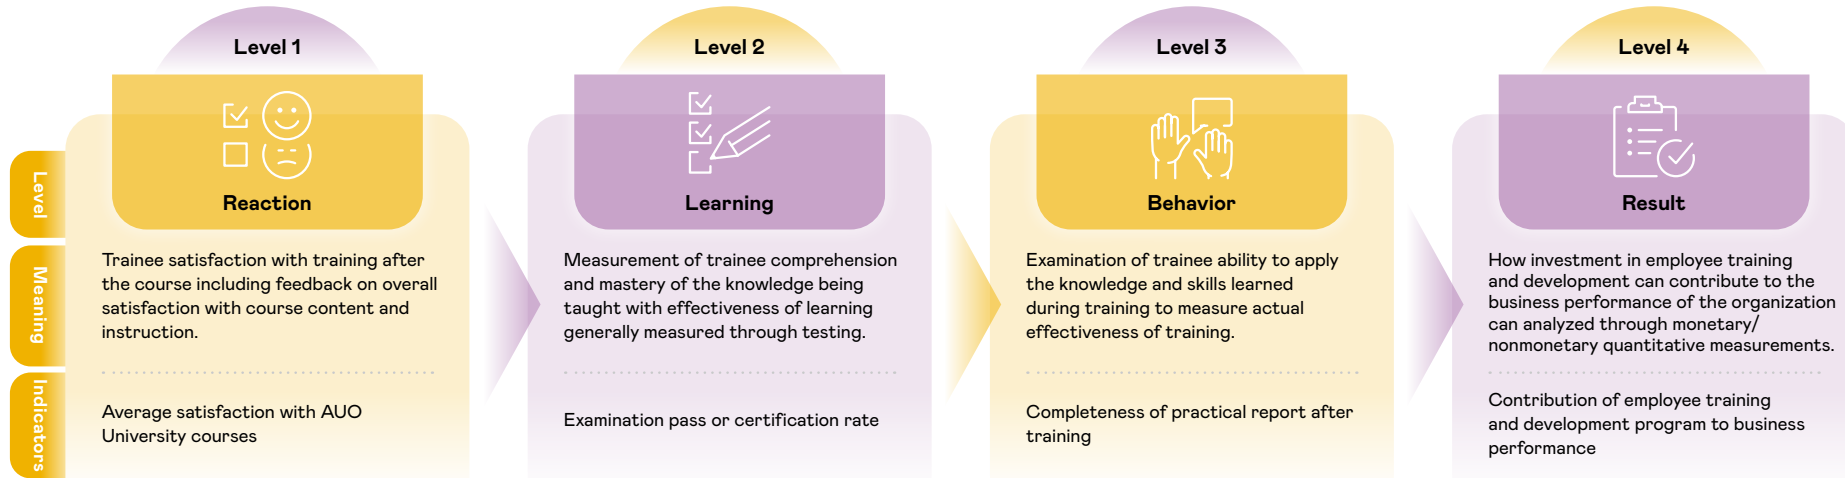 Level 1
Level 2
Level 3
Level 4
Level
Reaction
Learning
Behavior
Result
Meaning
Trainee satisfaction with training after
the course including feedback on overall
satisfaction with course content and
instruction.
Measurement of trainee comprehension
and mastery of the knowledge being
taught with effectiveness of learning
generally measured through testing.
Examination of trainee ability to apply
the knowledge and skills learned
during training to measure actual
effectiveness of training.
How investment in employee training
and development can contribute to the
business performance of the organization
can analyzed through monetary/
nonmonetary quantitative measurements.
Indicators
Average satisfaction with AUO
University courses
Examination pass or certification rate
Completeness of practical report after
training
Contribution of employee training
and development program to business
performance